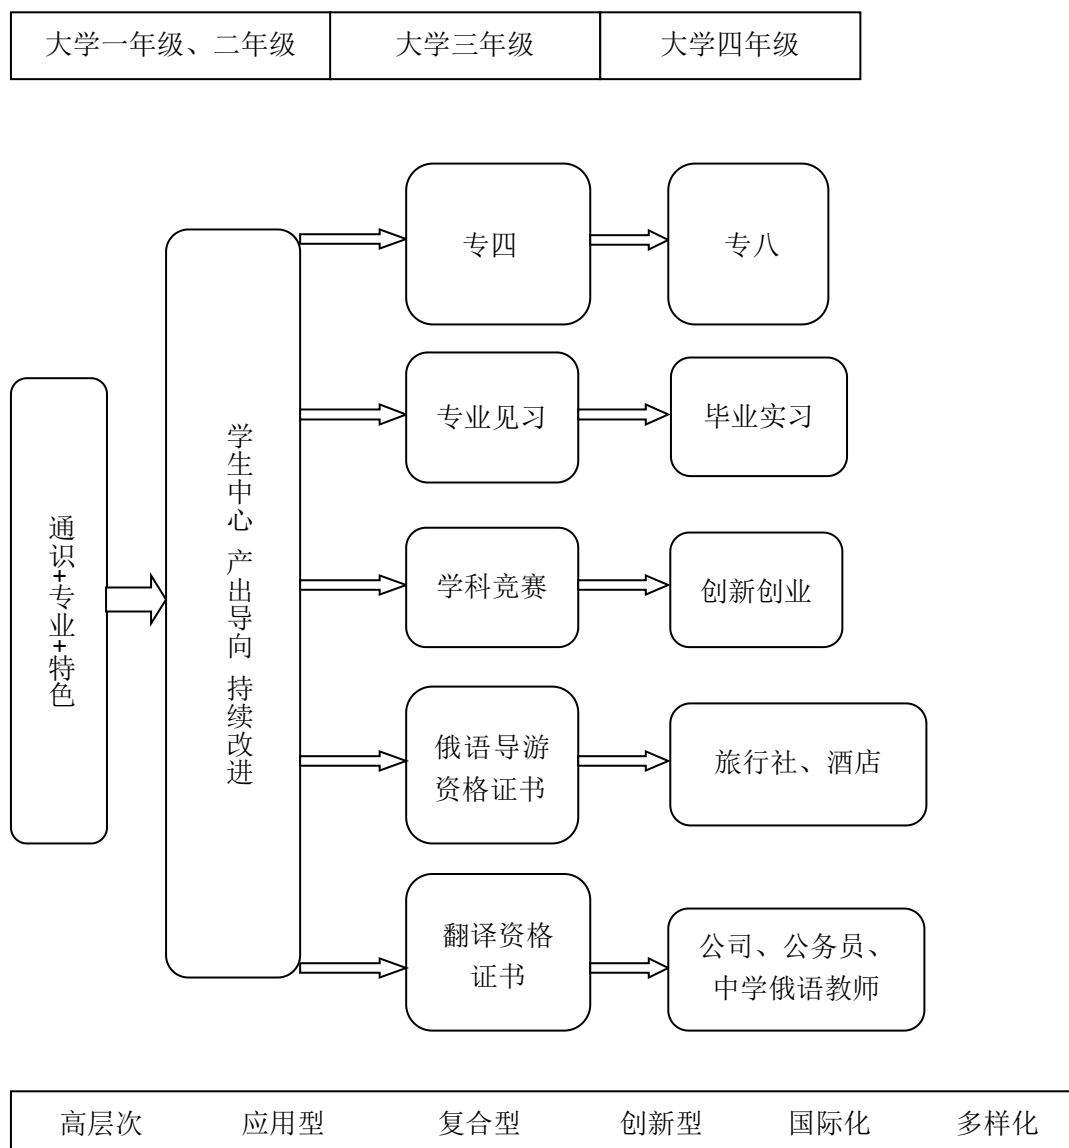 大学一年级、二年级
大学三年级
大学四年级
专四
专八
专业见习
毕业实习
通识+专业+特色
学生中心 产出导向 持续改进
学科竞赛
创新创业
俄语导游
资格证书
旅行社、酒店
翻译资格
证书
公司、公务员、
中学俄语教师
高层次 应用型 复合型 创新型 国际化 多样化